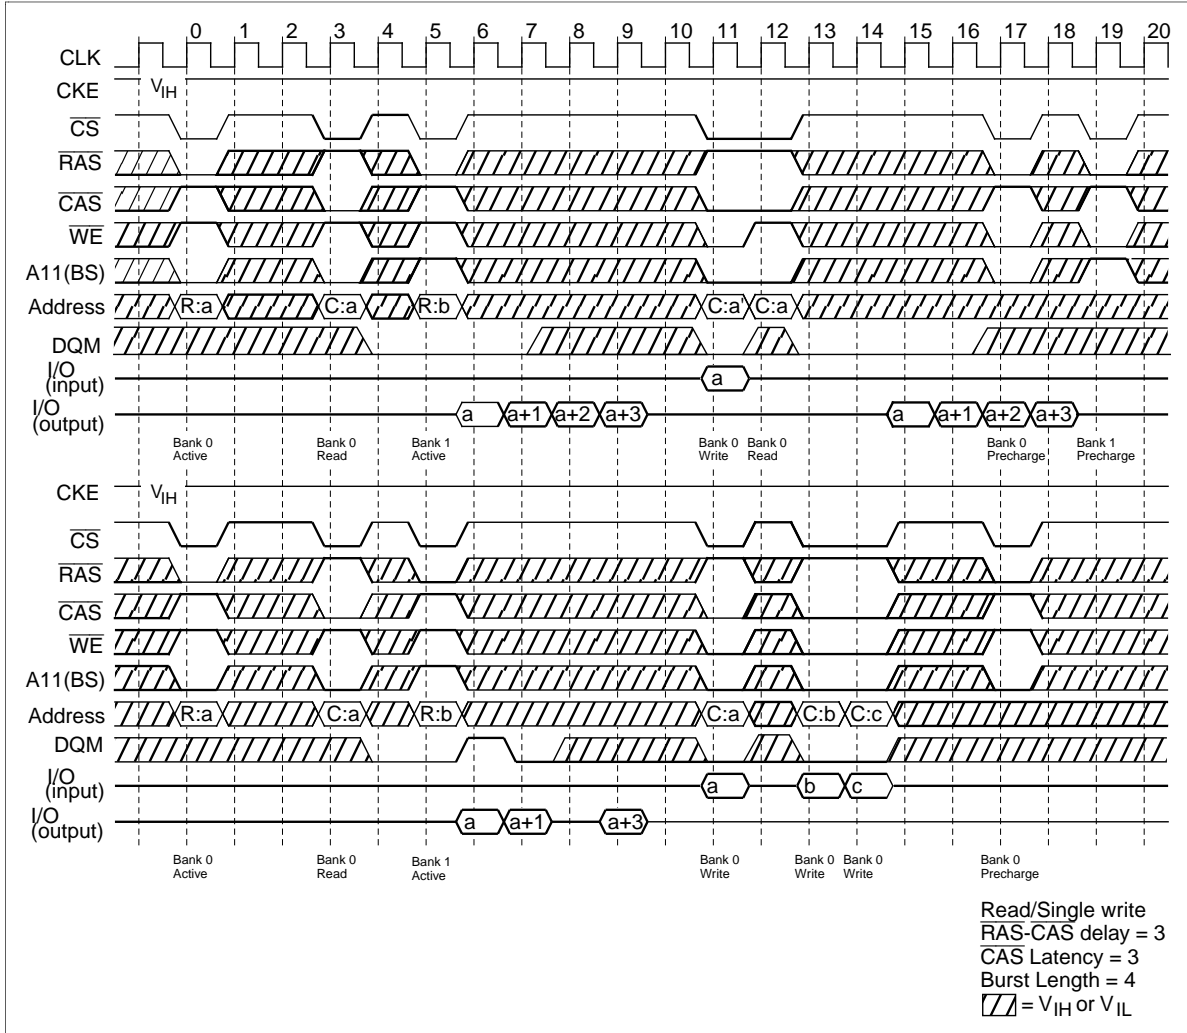 0 1 2 3 4 5 6 7 8 9 10 11 12 13 14 15 16 17 18 19 20
CLK
CKE VIH
CS
RAS
CAS
WE
A11(BS)
Address R:a C:a R:b C:a' C:a
DQM
I/O
(input) a
I/O
(output) a a+1 a+2 a+3 a a+1 a+2 a+3
Bank 0 Active
Bank 0 Read
Bank 1 Active
Bank 0 Write
Bank 0 Read
Bank 0 Precharge
Bank 1 Precharge
CKE VIH
CS
RAS
CAS
WE
A11(BS)
Address R:a C:a R:b C:a C:b C:c
DQM
I/O
(input) a b c
I/O
(output) a a+1 a+3
Bank 0 Active
Bank 0 Read
Bank 1 Active
Bank 0 Write
Bank 0 Write
Bank 0 Write
Bank 0 Precharge
Read/Single write
RAS-CAS delay = 3
CAS Latency = 3
Burst Length = 4
= VIH or VIL